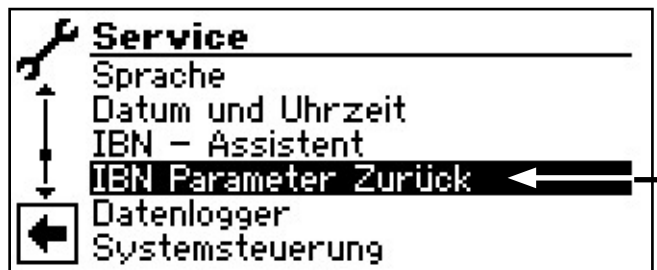 Service
Sprache
Datum und Uhrzeit
IBN - Assistent
IBN Parameter Zurück
Datenlogger
Systemsteuerung